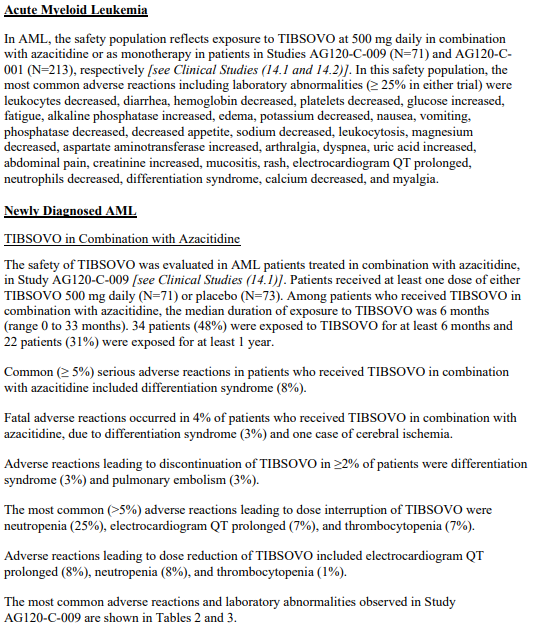 Acute Myeloid Leukemia
In AML, the safety population reflects exposure to TIBSOVO at 500 mg daily in combination
with azacitidine or as monotherapy in patients in Studies AG120-C-009 (N=71) and AG120-C-
001 (N=213), respectively [see Clinical Studies (14.1 and 14.2)]. In this safety population, the
most common adverse reactions including laboratory abnormalities (≥ 25% in either trial) were
leukocytes decreased, diarrhea, hemoglobin decreased, platelets decreased, glucose increased,
fatigue, alkaline phosphatase increased, edema, potassium decreased, nausea, vomiting,
phosphatase decreased, decreased appetite, sodium decreased, leukocytosis, magnesium
decreased, aspartate aminotransferase increased, arthralgia, dyspnea, uric acid increased,
abdominal pain, creatinine increased, mucositis, rash, electrocardiogram QT prolonged,
neutrophils decreased, differentiation syndrome, calcium decreased, and myalgia.
Newly Diagnosed AML
TIBSOVO in Combination with Azacitidine
The safety of TIBSOVO was evaluated in AML patients treated in combination with azacitidine,
in Study AG120-C-009 [see Clinical Studies (14.1)]. Patients received at least one dose of either
TIBSOVO 500 mg daily (N=71) or placebo (N=73). Among patients who received TIBSOVO in
combination with azacitidine, the median duration of exposure to TIBSOVO was 6 months
(range 0 to 33 months). 34 patients (48%) were exposed to TIBSOVO for at least 6 months and
22 patients (31%) were exposed for at least 1 year.
Common (≥ 5%) serious adverse reactions in patients who received TIBSOVO in combination
with azacitidine included differentiation syndrome (8%).
Fatal adverse reactions occurred in 4% of patients who received TIBSOVO in combination with
azacitidine, due to differentiation syndrome (3%) and one case of cerebral ischemia.
Adverse reactions leading to discontinuation of TIBSOVO in ≥2% of patients were differentiation
syndrome (3%) and pulmonary embolism (3%).
The most common (>5%) adverse reactions leading to dose interruption of TIBSOVO were
neutropenia (25%), electrocardiogram QT prolonged (7%), and thrombocytopenia (7%).
Adverse reactions leading to dose reduction of TIBSOVO included electrocardiogram QT
prolonged (8%), neutropenia (8%), and thrombocytopenia (1%).
The most common adverse reactions and laboratory abnormalities observed in Study
AG120-C-009 are shown in Tables 2 and 3.